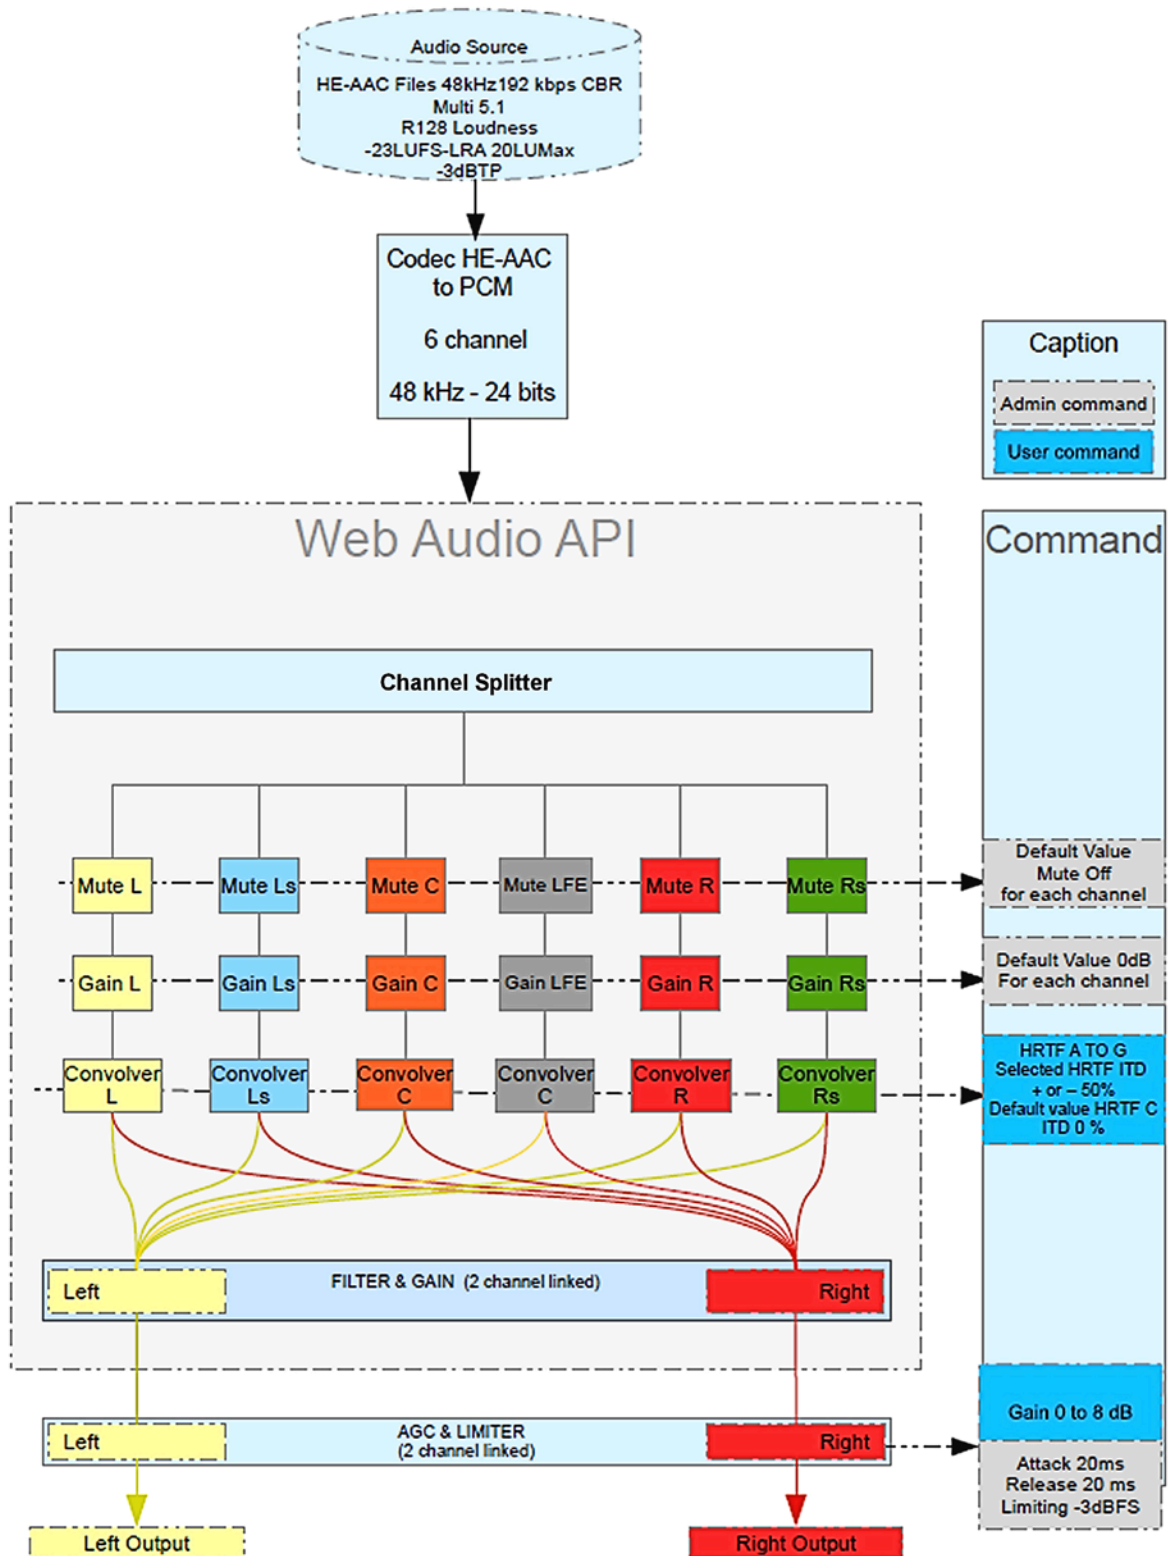 Audio Source
HE-AAC Files 48kHz192 kbps CBR
Multi 5.1
R128 Loudness
-23LUFS-LRA 20LUMax
-3dBTP
Codec HE-AAC
to PCM
6 channel
48 kHz - 24 bits
Caption
Admin command
User command
Web Audio API
Command
Channel Splitter
Mute L
Mute Ls
Mute C
Mute LFE
Mute R
Mute Rs
Default Value
Mute Off
for each channel
Gain L
Gain Ls
Gain C
Gain LFE
Gain R
Gain Rs
Default Value 0dB
For each channel
Convolver
L
Convolver
Ls
Convolver
C
Convolver
C
Convolver
R
Convolver
Rs
HRTF A TO G
Selected HRTF ITD
+ or – 50%
Default value HRTF C
ITD 0 %
Left
FILTER & GAIN (2 channel linked)
Right
Gain 0 to 8 dB
Left
AGC & LIMITER
(2 channel linked)
Right
Attack 20ms
Release 20 ms
Limiting -3dBFS
Left Output
Right Output